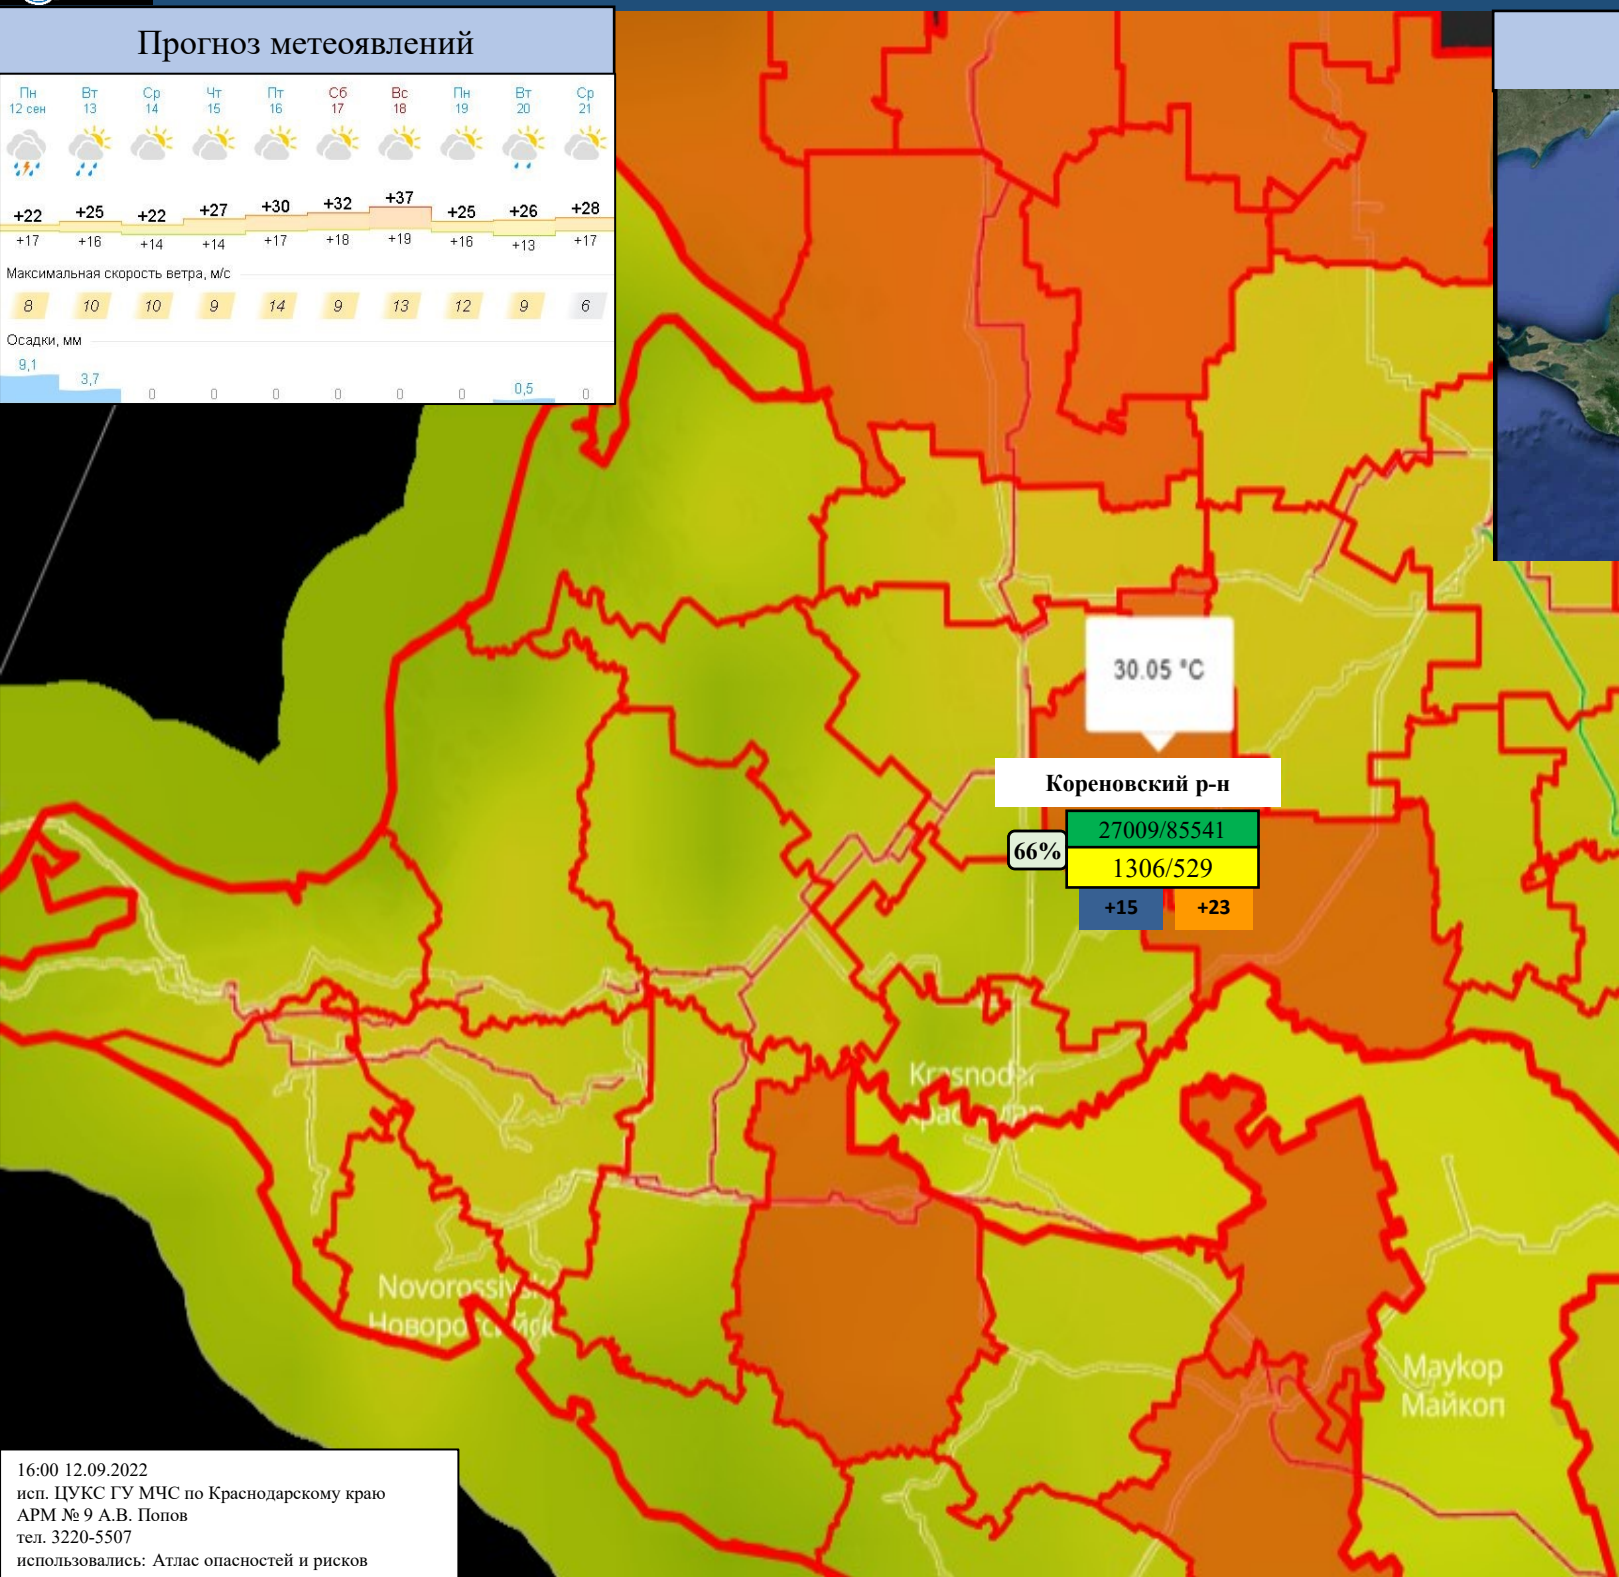 Прогноз метеоявлений
Пн Вт Ср Чт Пт Сб Вс Пн Вт Ср
12 сен 13 14 15 16 17 18 19 20 21
+22 +25 +22 +27 +30 +32 +37 +25 +26 +28
+17 +16 +14 +14 +17 +18 +19 +16 +13 +17
Максимальная скорость ветра, м/с
8 10 10 9 14 9 13 12 9 6
Осадки, мм
9,1 3,7 0 0 0 0 0 0 0,5 0
30.05 °C
Кореновский р-н
27009/85541
66%
1306/529
+15 +23
Krasnodar
Краснодар
Novorossiysk
Новороссийск
Maykop
Майкоп
16:00 12.09.2022
исп. ЦУКС ГУ МЧС по Краснодарскому краю
АРМ № 9 А.В. Попов
тел. 3220-5507
использовались: Атлас опасностей и рисков